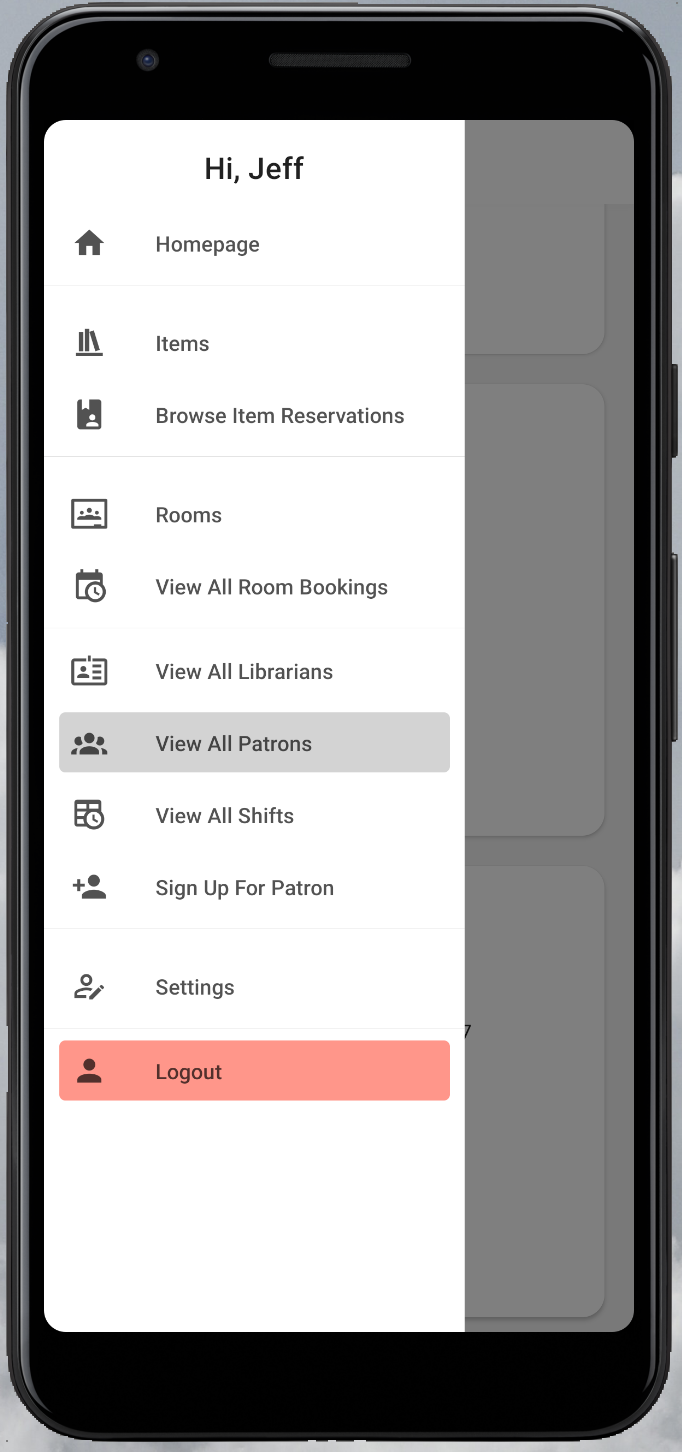 Hi, Jeff
Homepage
Items
Browse Item Reservations
Rooms
View All Room Bookings
View All Librarians
View All Patrons
View All Shifts
Sign Up For Patron
Settings
7
Logout